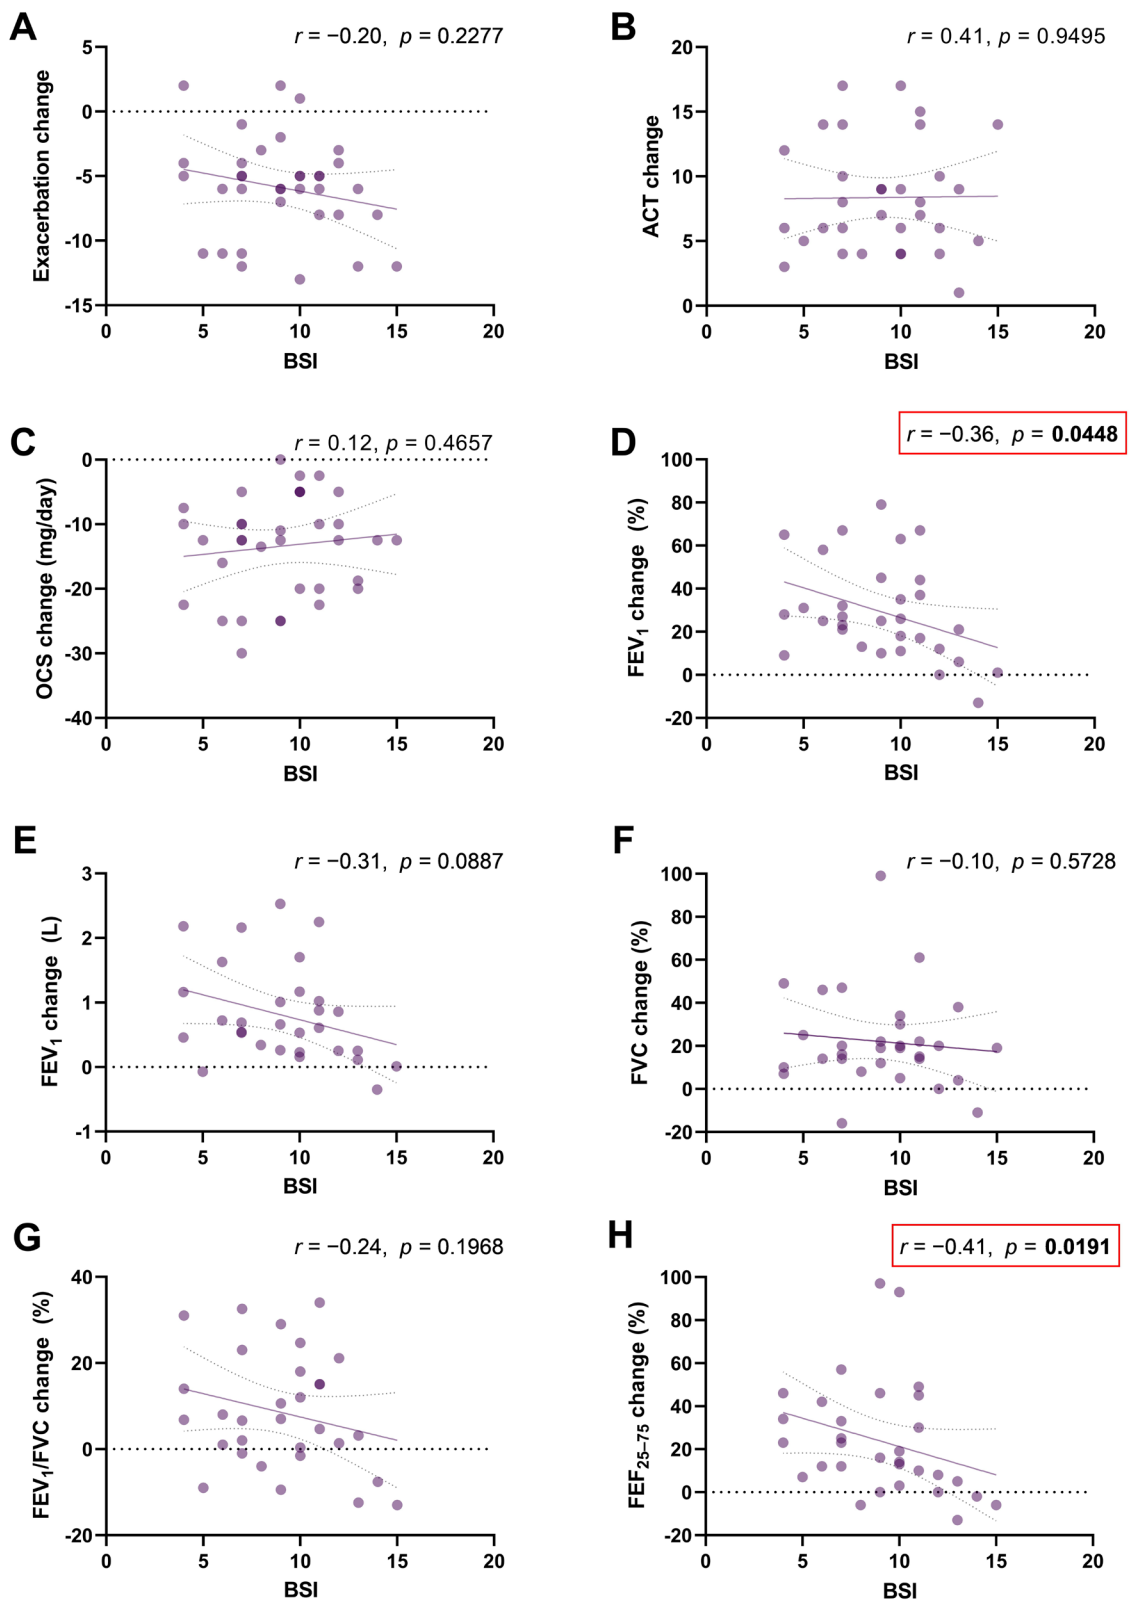 A
r = −0.20, p = 0.2277
Exacerbation change
5
0
-5
-10
-15
0 5 10 15 20
BSI
B
r = 0.41, p = 0.9495
ACT change
20
15
10
5
0
0 5 10 15 20
BSI
C
r = 0.12, p = 0.4657
OCS change (mg/day)
0
-10
-20
-30
-40
0 5 10 15 20
BSI
D
r = −0.36, p = 0.0448
FEV1 change (%)
100
80
60
40
20
0
-20
0 5 10 15 20
BSI
E
r = −0.31, p = 0.0887
FEV1 change (L)
3
2
1
0
-1
0 5 10 15 20
BSI
F
r = −0.10, p = 0.5728
FVC change (%)
100
80
60
40
20
0
-20
0 5 10 15 20
BSI
G
r = −0.24, p = 0.1968
FEV1/FVC change (%)
40
20
0
-20
0 5 10 15 20
BSI
H
r = −0.41, p = 0.0191
FEF25–75 change (%)
100
80
60
40
20
0
-20
0 5 10 15 20
BSI